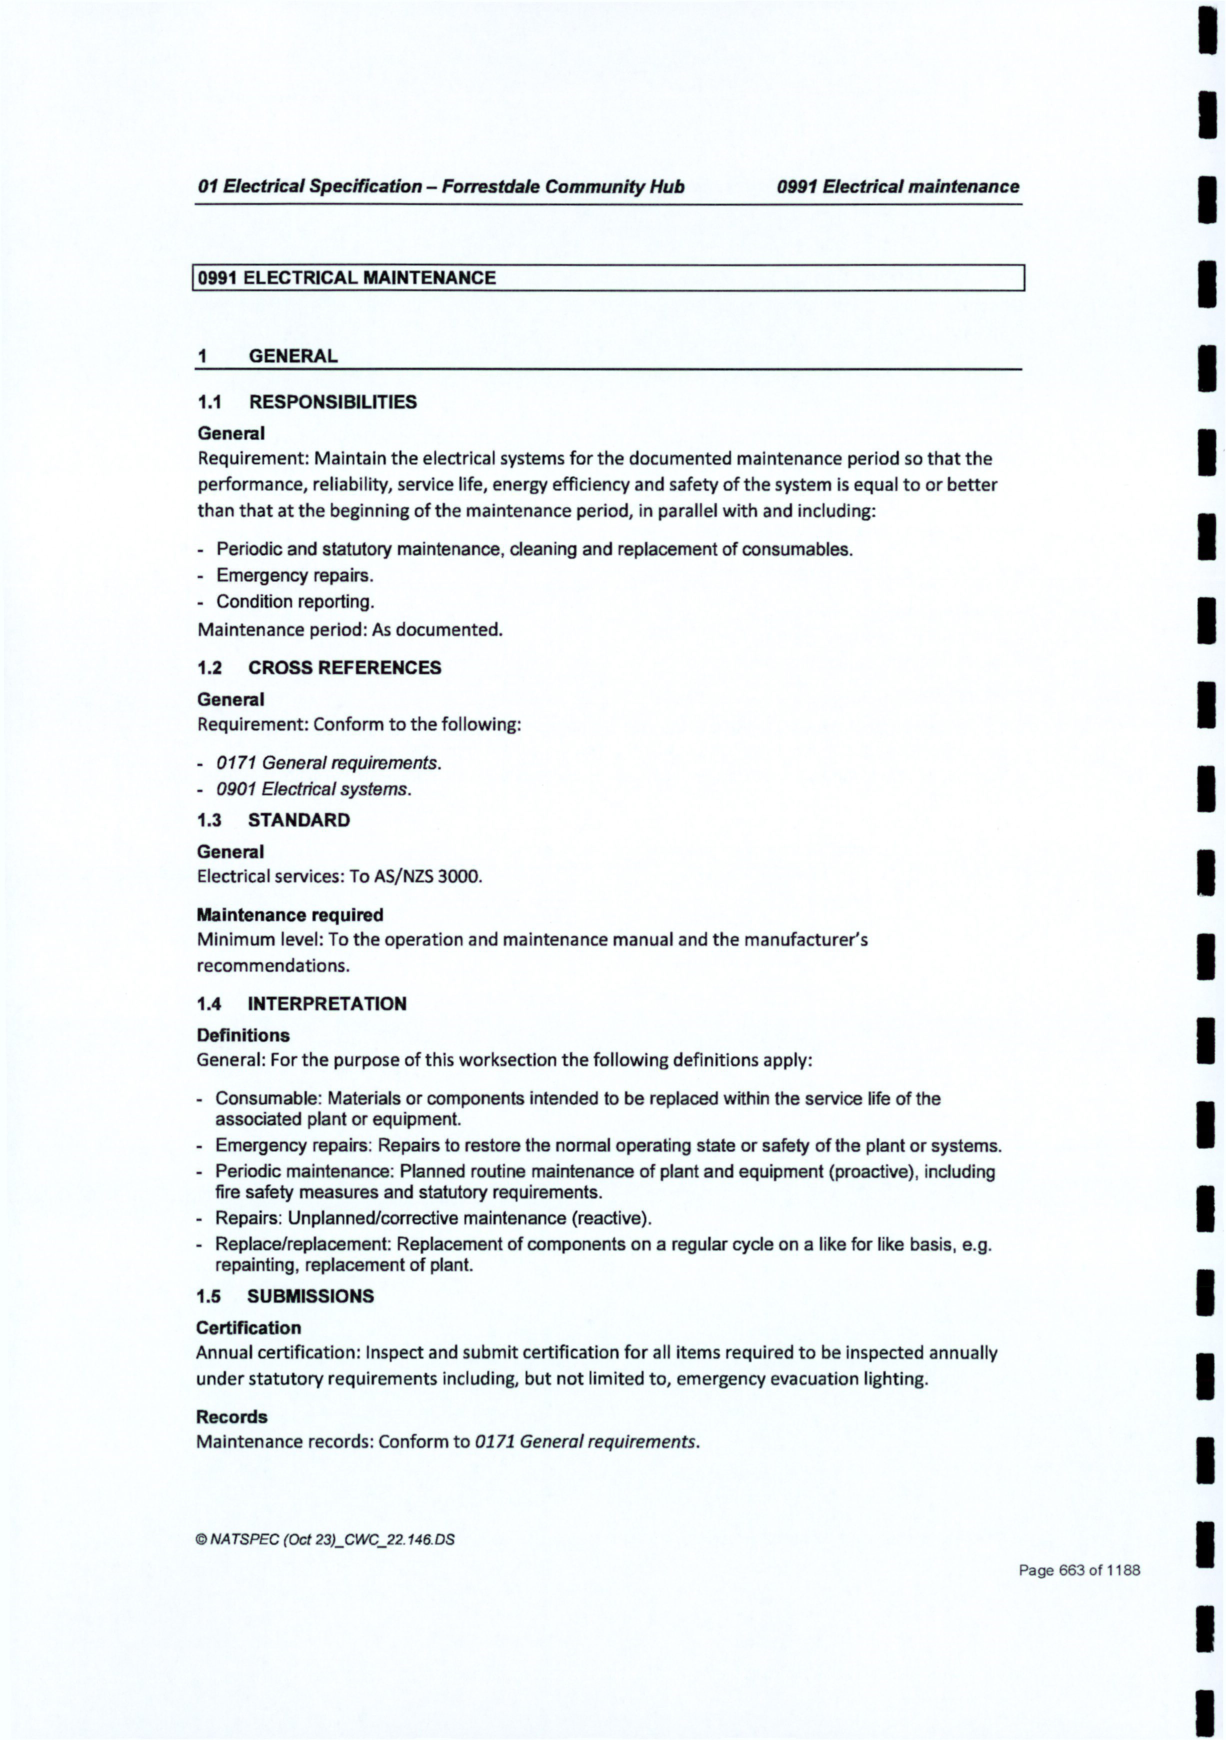 01 Electrical Specification – Forrestdale Community Hub 0991 Electrical maintenance
0991 ELECTRICAL MAINTENANCE
1 GENERAL
1.1 RESPONSIBILITIES
General
Requirement: Maintain the electrical systems for the documented maintenance period so that the
performance, reliability, service life, energy efficiency and safety of the system is equal to or better
than that at the beginning of the maintenance period, in parallel with and including:
- Periodic and statutory maintenance, cleaning and replacement of consumables.
- Emergency repairs.
- Condition reporting.
Maintenance period: As documented.
1.2 CROSS REFERENCES
General
Requirement: Conform to the following:
- 0171 General requirements.
- 0901 Electrical systems.
1.3 STANDARD
General
Electrical services: To AS/NZS 3000.
Maintenance required
Minimum level: To the operation and maintenance manual and the manufacturer's
recommendations.
1.4 INTERPRETATION
Definitions
General: For the purpose of this worksection the following definitions apply:
- Consumable: Materials or components intended to be replaced within the service life of the
associated plant or equipment.
- Emergency repairs: Repairs to restore the normal operating state or safety of the plant or systems.
- Periodic maintenance: Planned routine maintenance of plant and equipment (proactive), including
fire safety measures and statutory requirements.
- Repairs: Unplanned/corrective maintenance (reactive).
- Replace/replacement: Replacement of components on a regular cycle on a like for like basis, e.g.
repainting, replacement of plant.
1.5 SUBMISSIONS
Certification
Annual certification: Inspect and submit certification for all items required to be inspected annually
under statutory requirements including, but not limited to, emergency evacuation lighting.
Records
Maintenance records: Conform to 0171 General requirements.
© NATSPEC (Oct 23)_CWC_22.146.DS
Page 663 of 1188